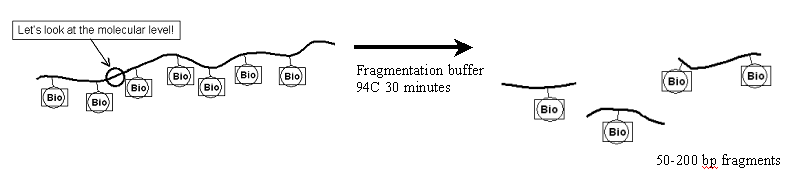 Let's look at the molecular level!
Bio
Bio
Bio
Bio
Bio
Bio
Bio
Fragmentation buffer
94C 30 minutes
Bio
Bio
Bio
Bio
50-200 bp fragments